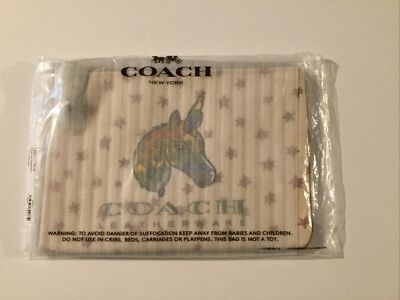 COACH
NEW YORK
COACH
LEATHERWARE
WARNING: TO AVOID DANGER OF SUFFOCATION KEEP AWAY FROM BABIES AND CHILDREN.
DO NOT USE IN CRIBS, BEDS, CARRIAGES OR PLAYPENS. THIS BAG IS NOT A TOY.